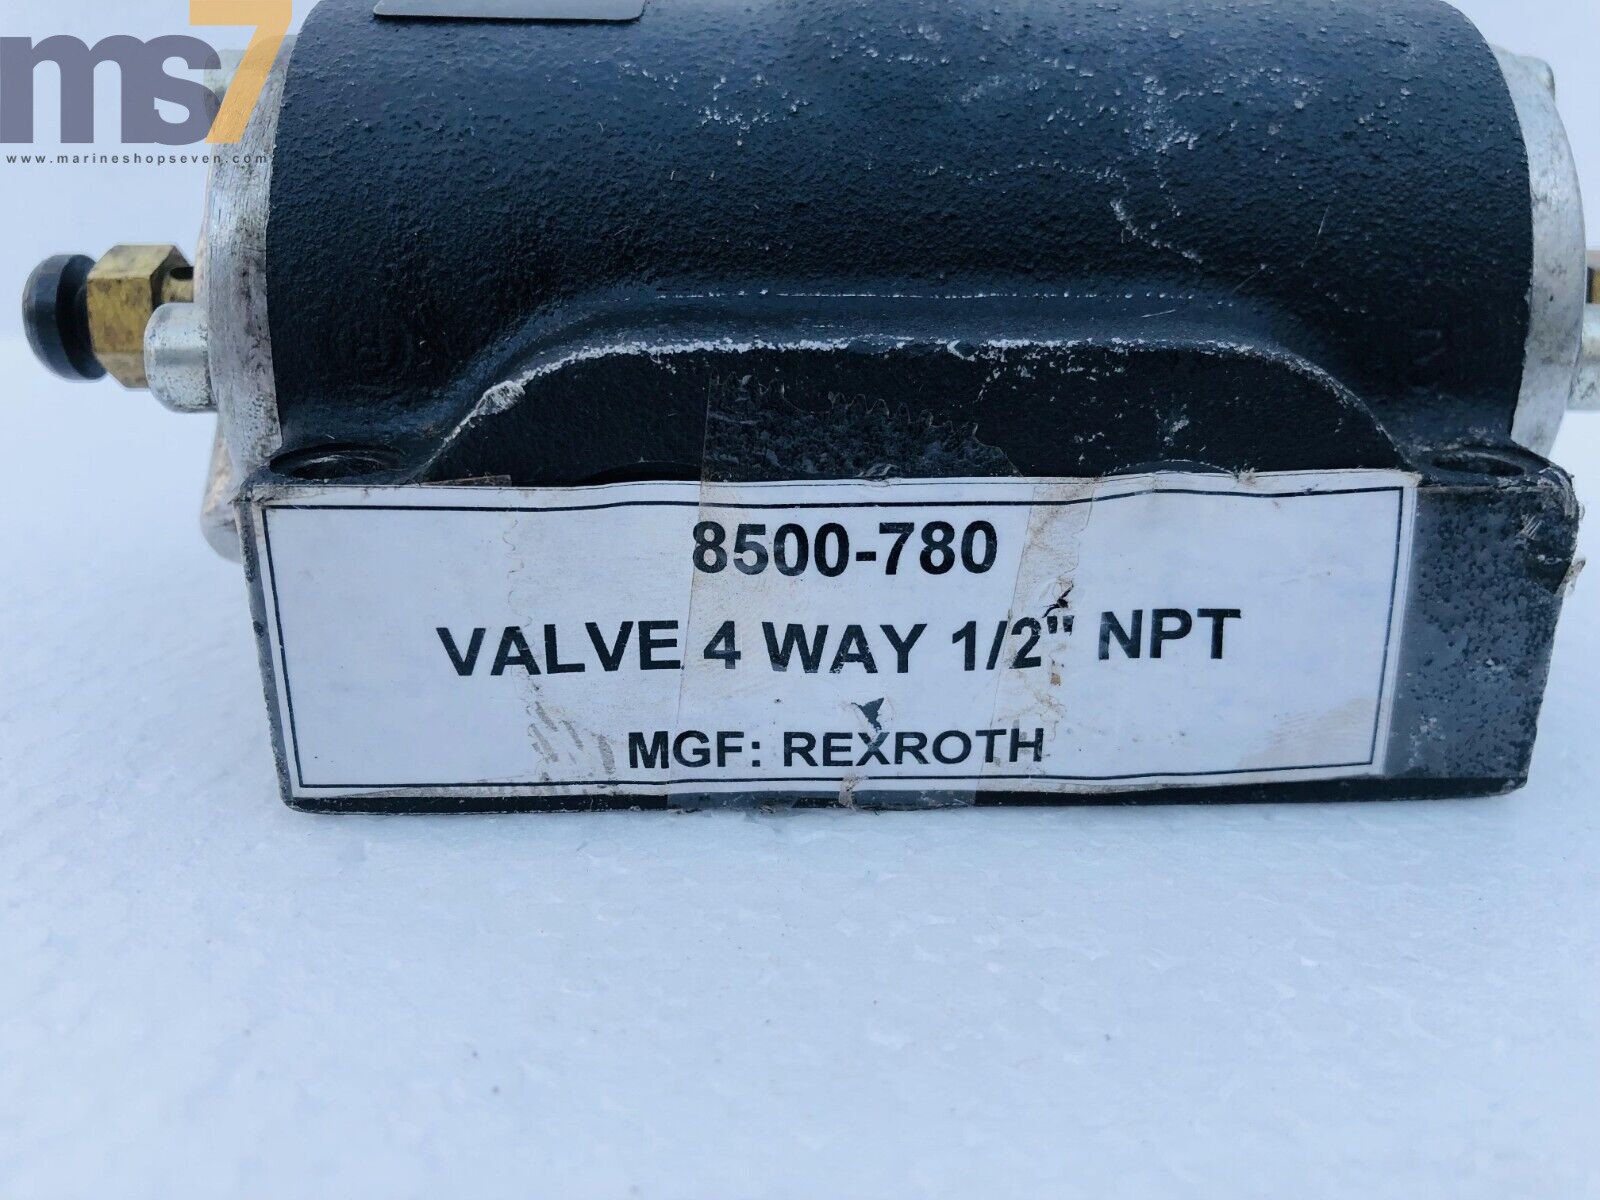 ms7
www.marineshopseven.com
8500-780
VALVE 4 WAY 1/2" NPT
MGF: REXROTH